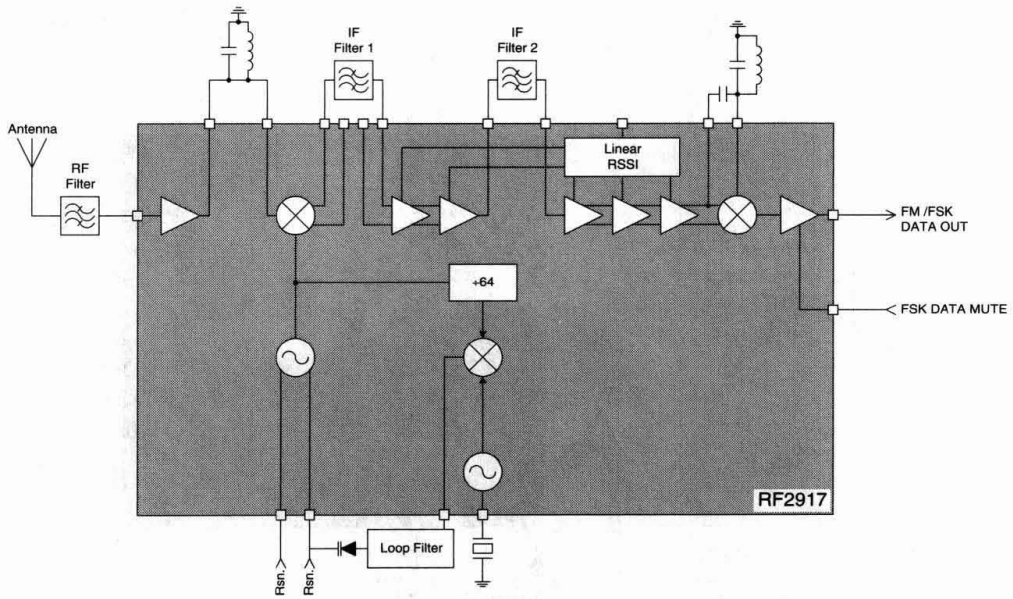 IF
Filter 1
IF
Filter 2
Antenna
RF
Filter
Linear
RSSI
FM /FSK
DATA OUT
÷64
FSK DATA MUTE
RF2917
Loop Filter
Rsn.
Rsn.